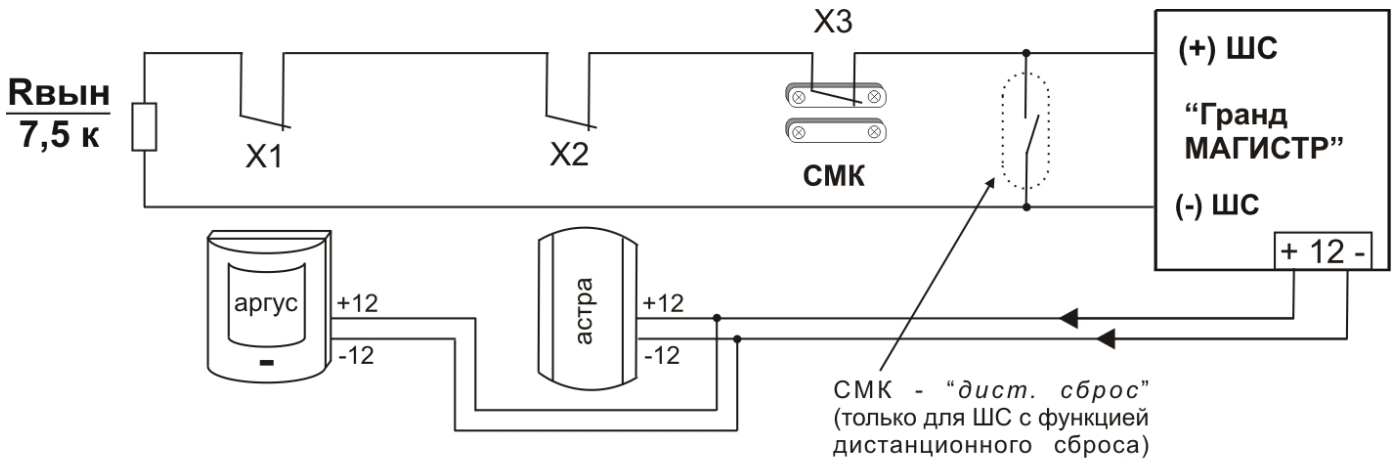 X3
(+) ШС
Rвын
7,5 к
“Гранд
МАГИСТР”
X1
X2
СМК
(-) ШС
+ 12 -
аргус
+12
-12
астра
+12
-12
СМК - “дист. сброс”
(только для ШС с функцией
дистанционного сброса)